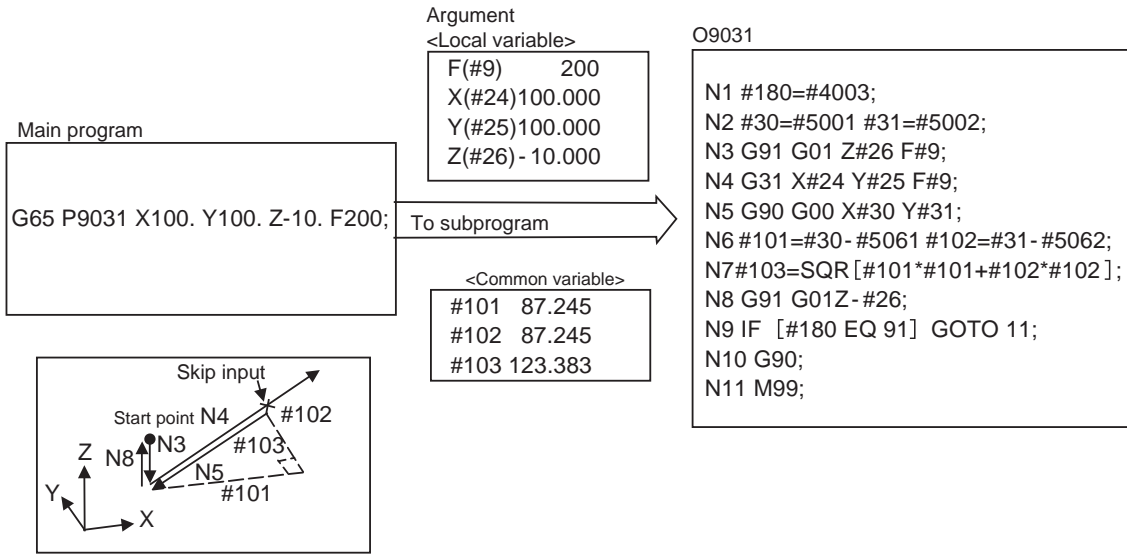 Main program
G65 P9031 X100. Y100. Z-10. F200;
Argument
<Local variable>
F(#9) 200
X(#24)100.000
Y(#25)100.000
Z(#26)-10.000
To subprogram
<Common variable>
#101 87.245
#102 87.245
#103 123.383
O9031
N1 #180=#4003;
N2 #30=#5001 #31=#5002;
N3 G91 G01 Z#26 F#9;
N4 G31 X#24 Y#25 F#9;
N5 G90 G00 X#30 Y#31;
N6 #101=#30-#5061 #102=#31-#5062;
N7#103=SQR[#101*#101+#102*#102];
N8 G91 G01Z-#26;
N9 IF [#180 EQ 91] GOTO 11;
N10 G90;
N11 M99;
Skip input
Start point N4 #102
N3
#103
Z N8
N5
#101
Y
X